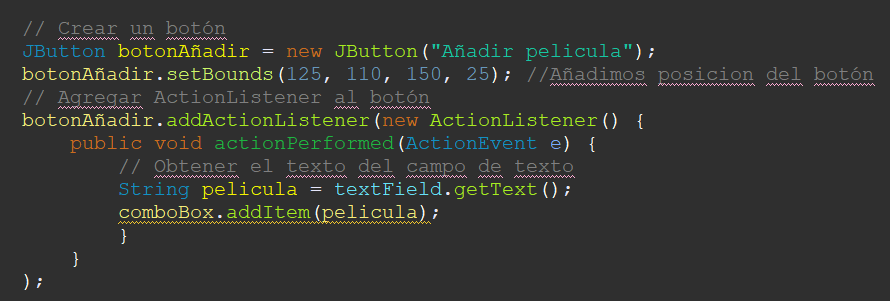 // Crear un botón
JButton botonAñadir = new JButton("Añadir pelicula");
botonAñadir.setBounds(125, 110, 150, 25); //Añadimos posicion del botón
// Agregar ActionListener al botón
botonAñadir.addActionListener(new ActionListener() {
    public void actionPerformed(ActionEvent e) {
        // Obtener el texto del campo de texto
        String pelicula = textField.getText();
        comboBox.addItem(pelicula);
        }
    }
);